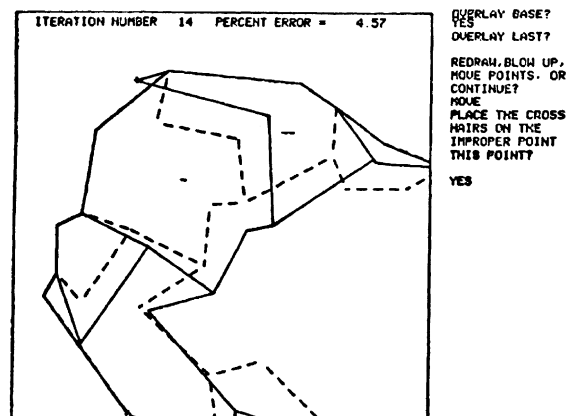 ITERATION NUMBER 14 PERCENT ERROR = 4.57
OVERLAY BASE?
YES
OVERLAY LAST?
REDRAW, BLOW UP,
MOVE POINTS, OR
CONTINUE?
MOVE
PLACE THE CROSS
HAIRS ON THE
IMPROPER POINT
THIS POINT?
YES